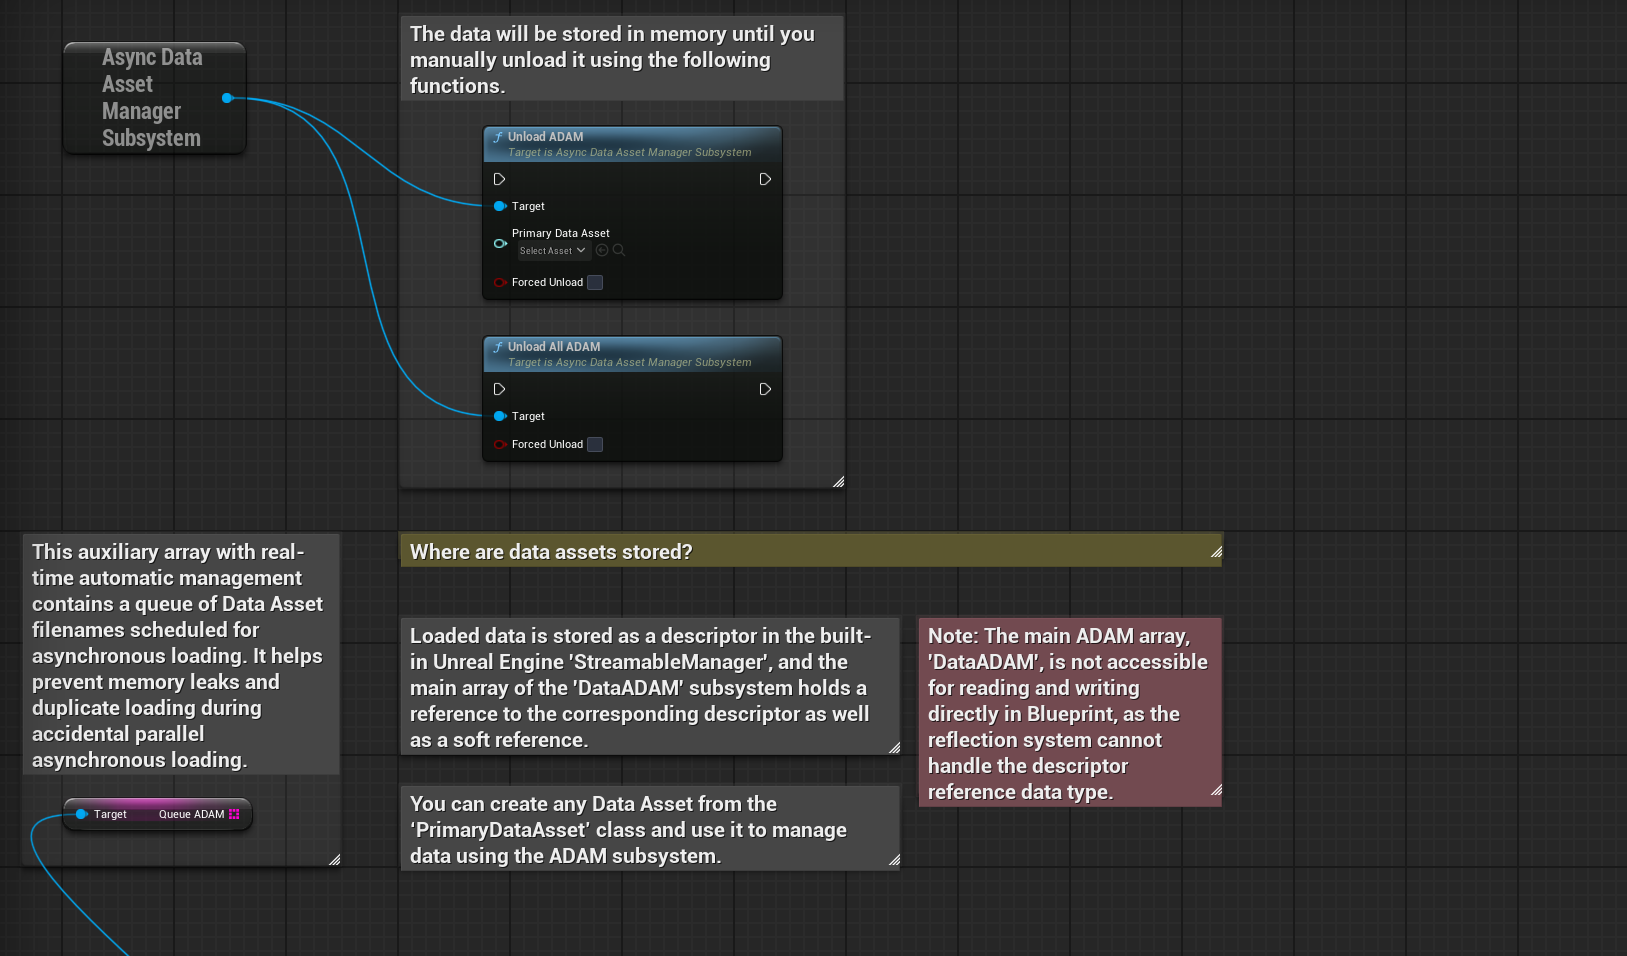 Async Data
Asset
Manager
Subsystem
The data will be stored in memory until you
manually unload it using the following
functions.
f Unload ADAM
Target is Async Data Asset Manager Subsystem
Target
Primary Data Asset
Select Asset
Forced Unload
f Unload All ADAM
Target is Async Data Asset Manager Subsystem
Target
Forced Unload
This auxiliary array with real-
time automatic management
contains a queue of Data Asset
filenames scheduled for
asynchronous loading. It helps
prevent memory leaks and
duplicate loading during
accidental parallel
asynchronous loading.
Target Queue ADAM
Where are data assets stored?
Loaded data is stored as a descriptor in the built-
in Unreal Engine 'StreamableManager', and the
main array of the 'DataADAM' subsystem holds a
reference to the corresponding descriptor as well
as a soft reference.
You can create any Data Asset from the
‘PrimaryDataAsset’ class and use it to manage
data using the ADAM subsystem.
Note: The main ADAM array,
'DataADAM', is not accessible
for reading and writing
directly in Blueprint, as the
reflection system cannot
handle the descriptor
reference data type.